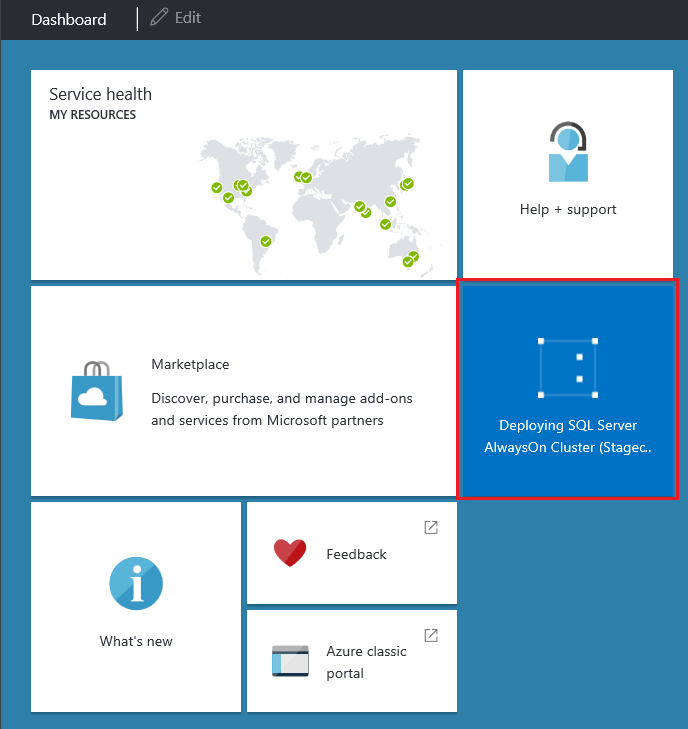 Dashboard
Edit
Service health
MY RESOURCES
Help + support
Marketplace
Discover, purchase, and manage add-ons
and services from Microsoft partners
Deploying SQL Server
AlwaysOn Cluster (Stagec..
What's new
Feedback
Azure classic
portal